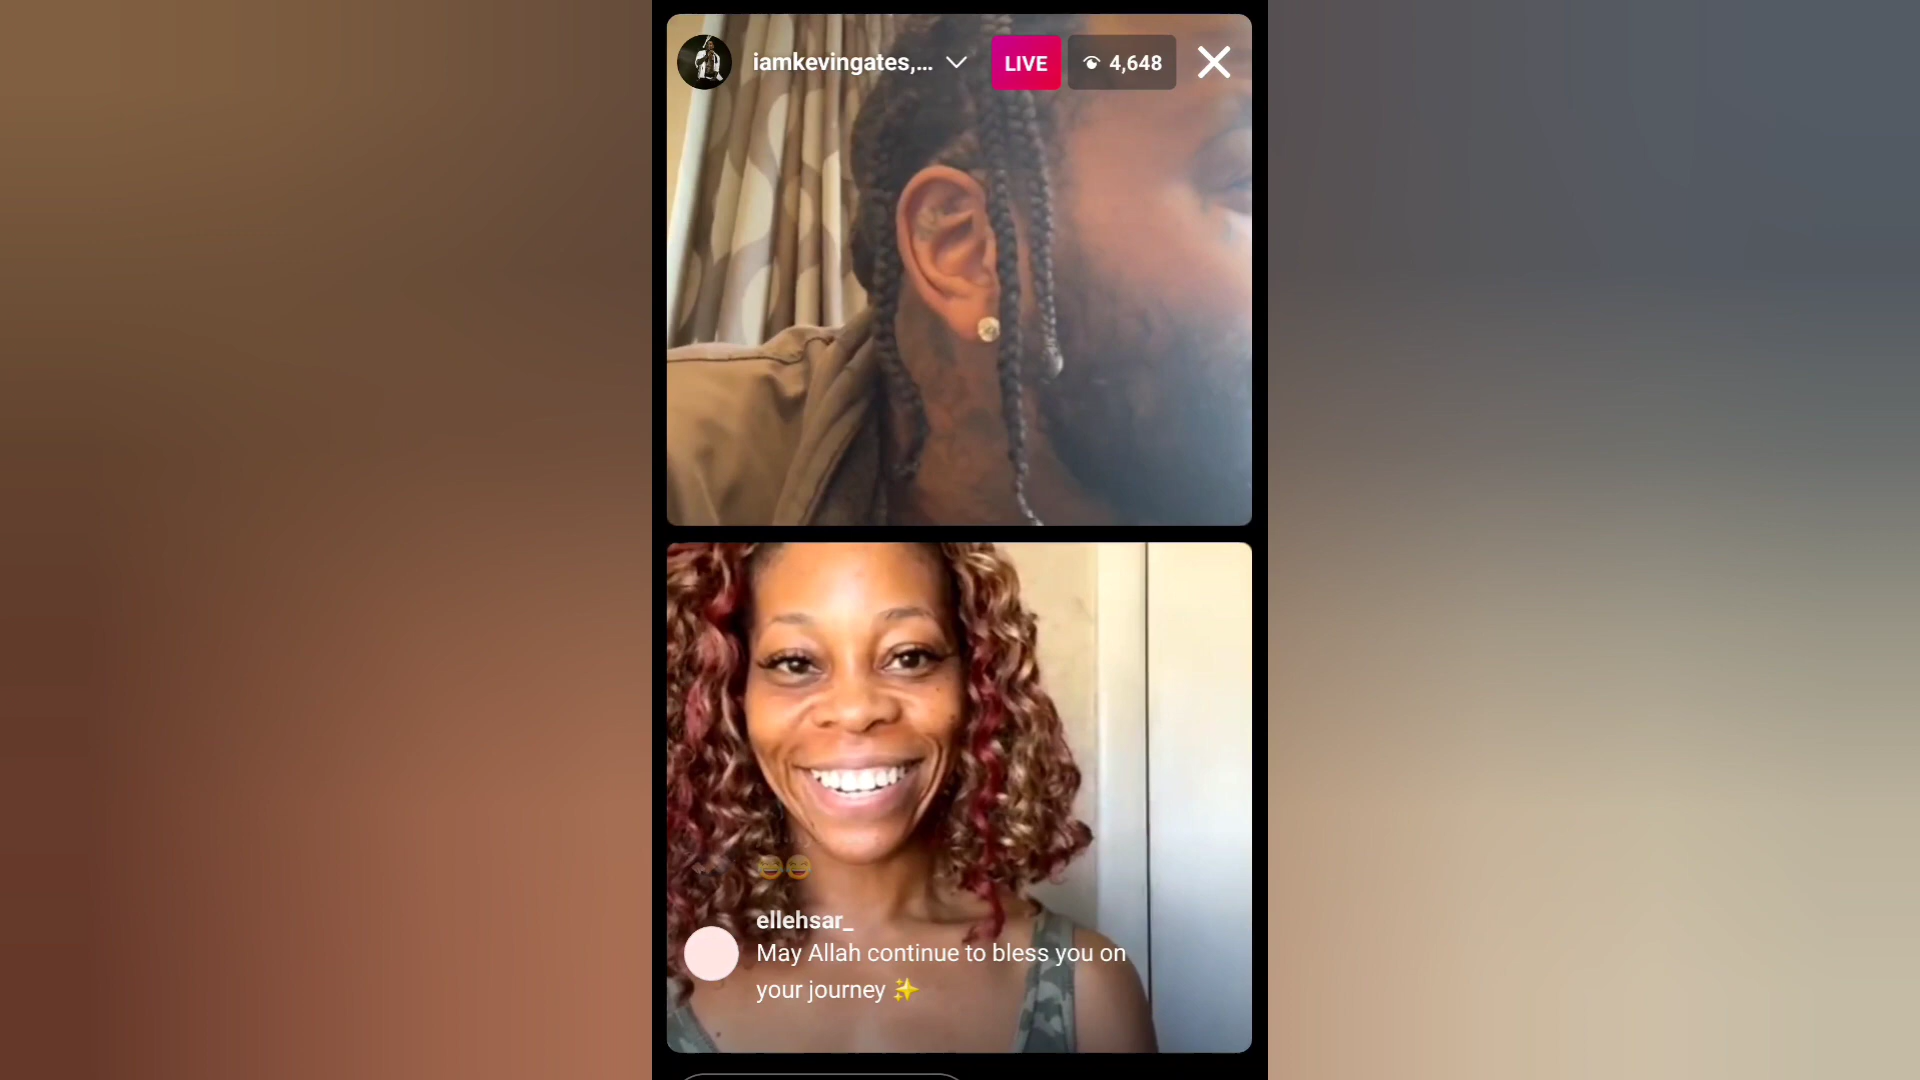 iamkevingates,... LIVE 4,648
ellehsar_
May Allah continue to bless you on
your journey ✨